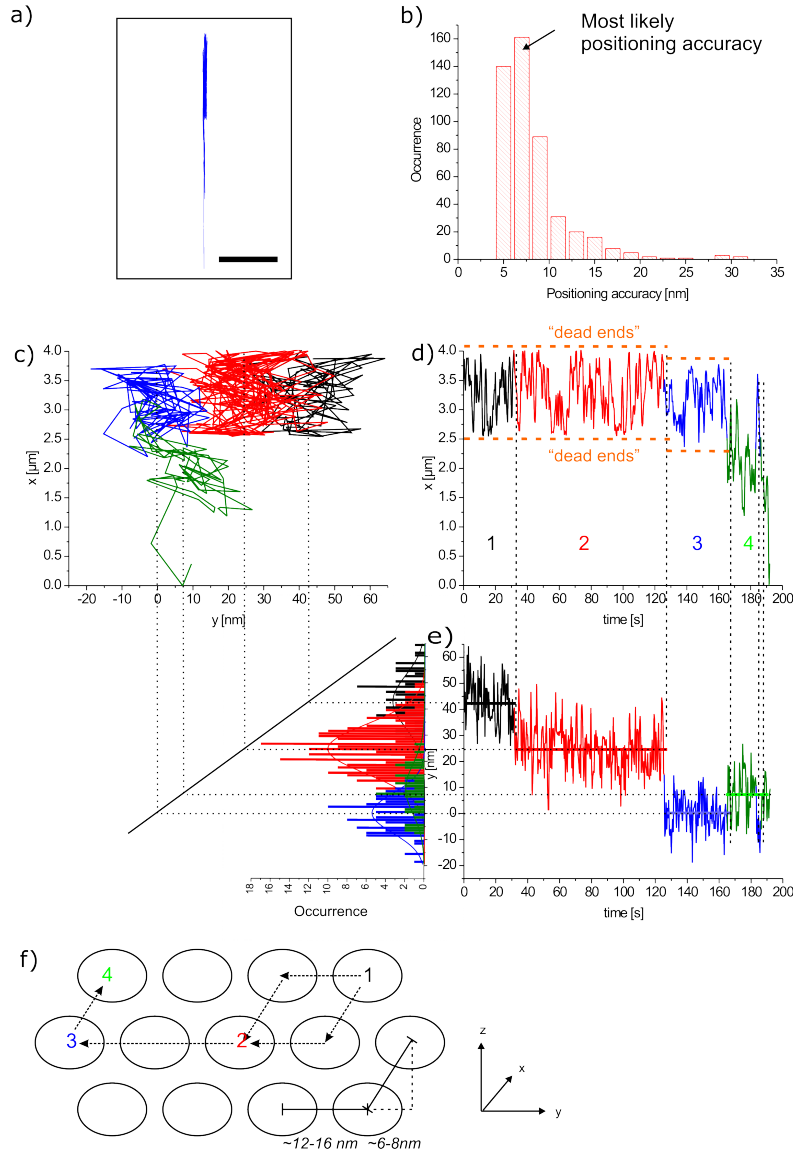 a)
b)
Most likely
positioning accuracy
Occurrence
160
140
120
100
80
60
40
20
0
0 5 10 15 20 25 30 35
Positioning accuracy [nm]
c)
x [µm]
4.0
3.5
3.0
2.5
2.0
1.5
1.0
0.5
0.0
-20 -10 0 10 20 30 40 50 60
y [nm]
d)
"dead ends"
"dead ends"
x [µm]
4.0
3.5
3.0
2.5
2.0
1.5
1.0
0.5
0.0
1 2 3 4
0 20 40 60 80 100 120 140 160 180 200
time [s]
e)
y [nm]
60
50
40
30
20
10
0
-10
-20
0 20 40 60 80 100 120 140 160 180 200
time [s]
18 16 14 12 10 8 6 4 2 0
Occurrence
f)
4 1
3 2
~12-16 nm ~6-8nm
z
x
y